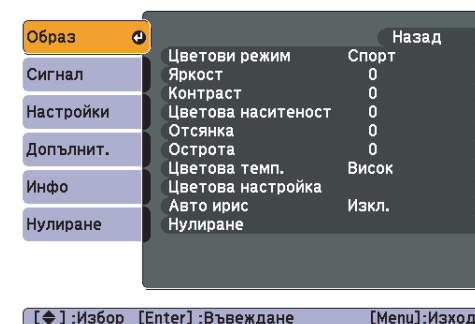 Образ
Сигнал
Настройки
Допълнит.
Инфо
Нулиране
Назад
Цветови режим Спорт
Яркост 0
Контраст 0
Цветова наситеност 0
Отсянка 0
Острота 0
Цветова темп. Висок
Цветова настройка
Авто ирис Изкл.
Нулиране
[◆] :Избор [Enter] :Въвеждане [Menu]:Изход